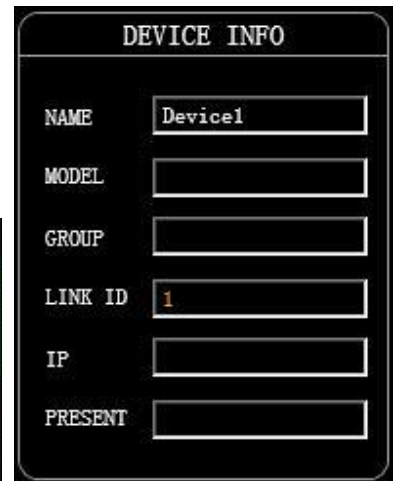 DEVICE INFO
NAME Device1
MODEL
GROUP
LINK ID 1
IP
PRESENT